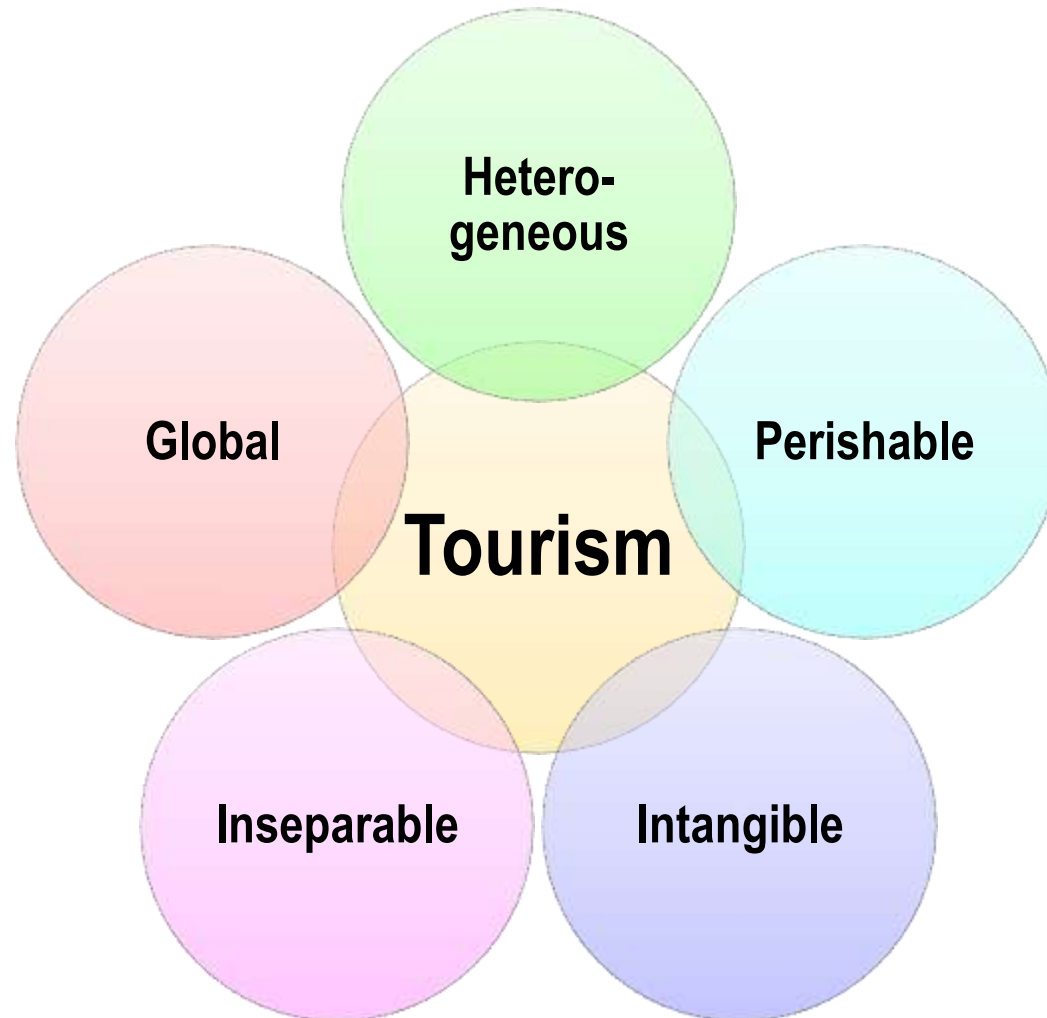 Hetero-
geneous
Global
Perishable
Tourism
Inseparable
Intangible